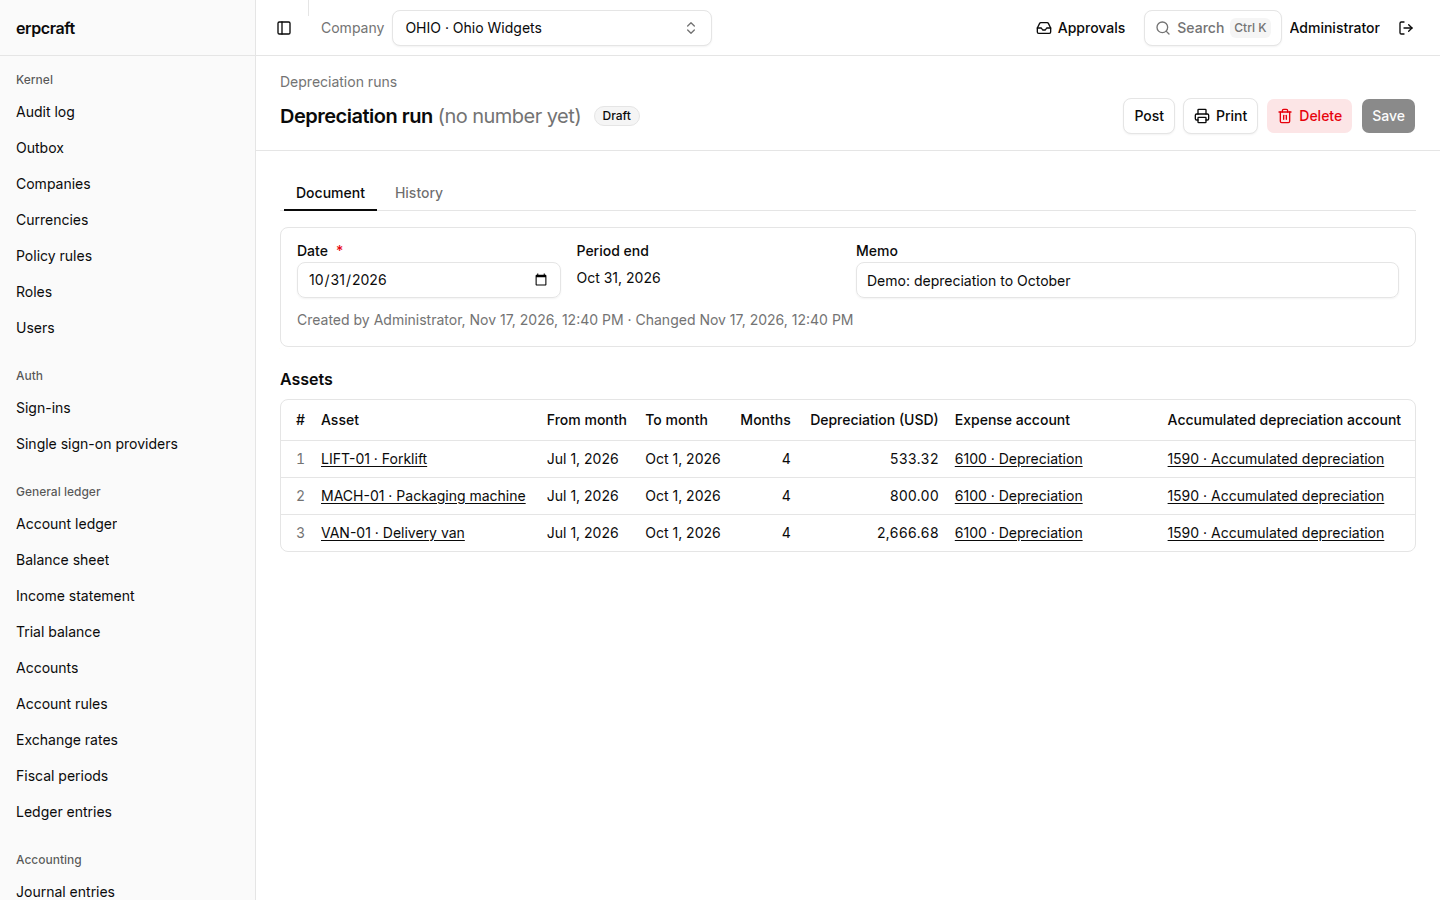 erpcraft
Company
OHIO · Ohio Widgets
Approvals
Search Ctrl K
Administrator
Kernel
Audit log
Outbox
Companies
Currencies
Policy rules
Roles
Users
Auth
Sign-ins
Single sign-on providers
General ledger
Account ledger
Balance sheet
Income statement
Trial balance
Accounts
Account rules
Exchange rates
Fiscal periods
Ledger entries
Accounting
Journal entries
Depreciation runs
Depreciation run (no number yet) Draft
Post Print Delete Save
Document History
Date * Period end Memo
10/31/2026 Oct 31, 2026 Demo: depreciation to October
Created by Administrator, Nov 17, 2026, 12:40 PM · Changed Nov 17, 2026, 12:40 PM
Assets
# Asset From month To month Months Depreciation (USD) Expense account Accumulated depreciation account
1 LIFT-01 · Forklift Jul 1, 2026 Oct 1, 2026 4 533.32 6100 · Depreciation 1590 · Accumulated depreciation
2 MACH-01 · Packaging machine Jul 1, 2026 Oct 1, 2026 4 800.00 6100 · Depreciation 1590 · Accumulated depreciation
3 VAN-01 · Delivery van Jul 1, 2026 Oct 1, 2026 4 2,666.68 6100 · Depreciation 1590 · Accumulated depreciation